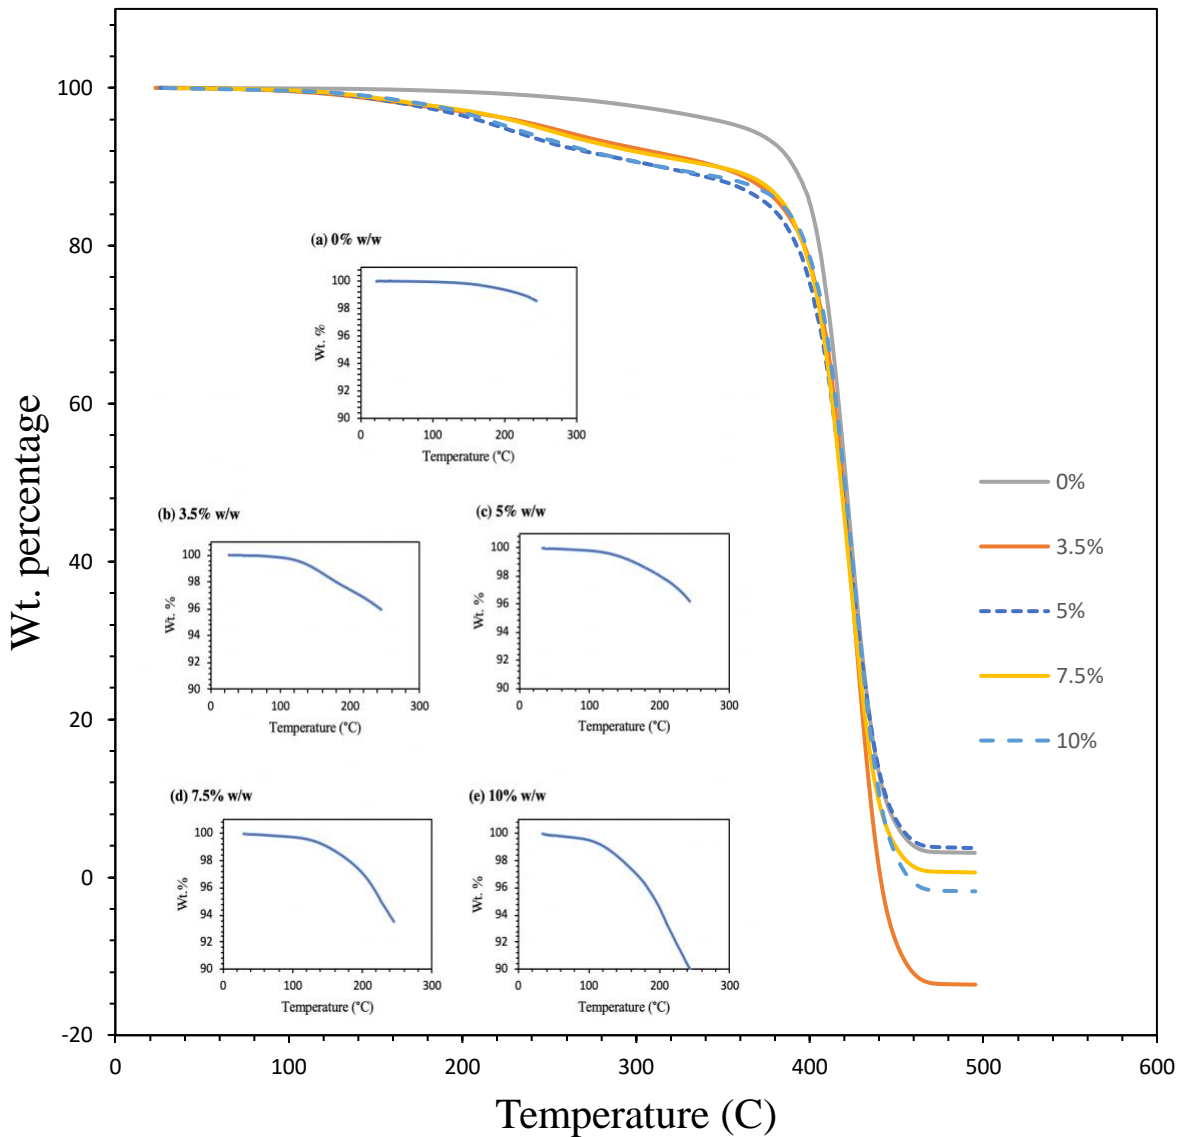 Wt. percentage
100
80
60
40
20
0
-20
0 100 200 300 400 500 600
Temperature (C)
0%
3.5%
5%
7.5%
10%
(a) 0% w/w
Wt. %
100
98
96
94
92
90
0 100 200 300
Temperature (°C)
(b) 3.5% w/w
Wt. %
100
98
96
94
92
90
0 100 200 300
Temperature (°C)
(c) 5% w/w
Wt. %
100
98
96
94
92
90
0 100 200 300
Temperature (°C)
(d) 7.5% w/w
Wt.%
100
98
96
94
92
90
0 100 200 300
Temperature (°C)
(e) 10% w/w
Wt. %
100
98
96
94
92
90
0 100 200 300
Temperature (°C)